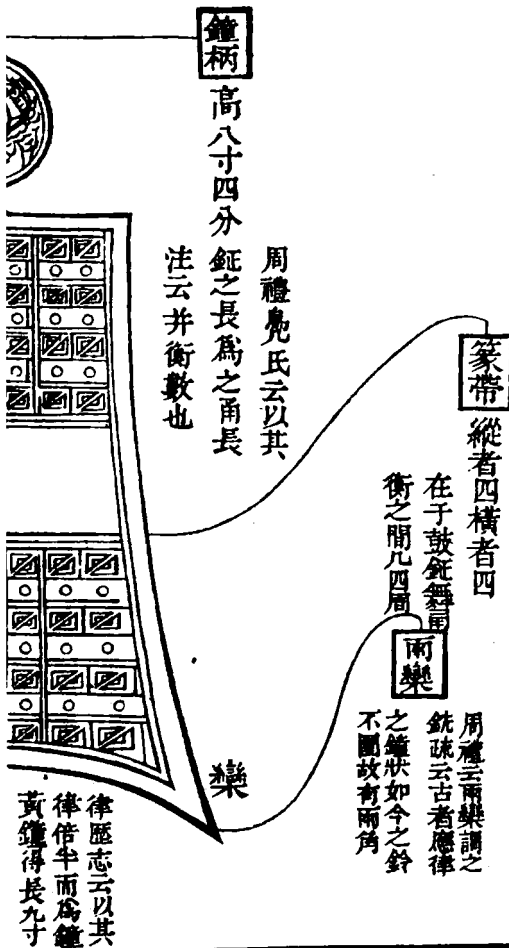 篆帶
縱者四橫者四
在于鼓鉦舞甬
衡之間凡四
兩欒
周禮云兩欒謂之
銑疏云古者應律
之鐘狀如今之鈴
不圜故有兩角
鐘柄
高八寸四分
周禮鳧氏云以其
鉦之長爲之甬長
注云并衡數也
欒
律歷志云以其
律倍半而爲鐘
黃鐘得長九寸